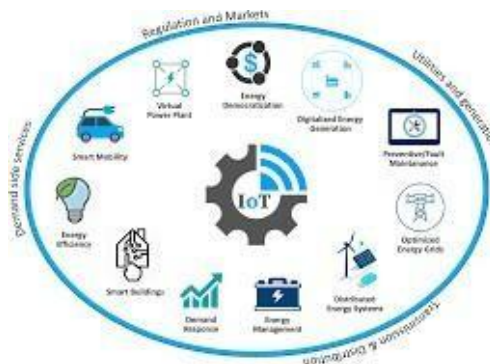 Regulation and Markets
Utilities and generation
Demand side services
Transmission & Distribution
Virtual
Power Plant
Energy
Democratization
Digitalized Energy
Generation
Smart Mobility
Preventive/Fault
Maintenance
Energy
Efficiency
IoT
Optimized
Energy Grids
Smart Buildings
Demand
Response
Energy
Management
Distributed
Energy Systems